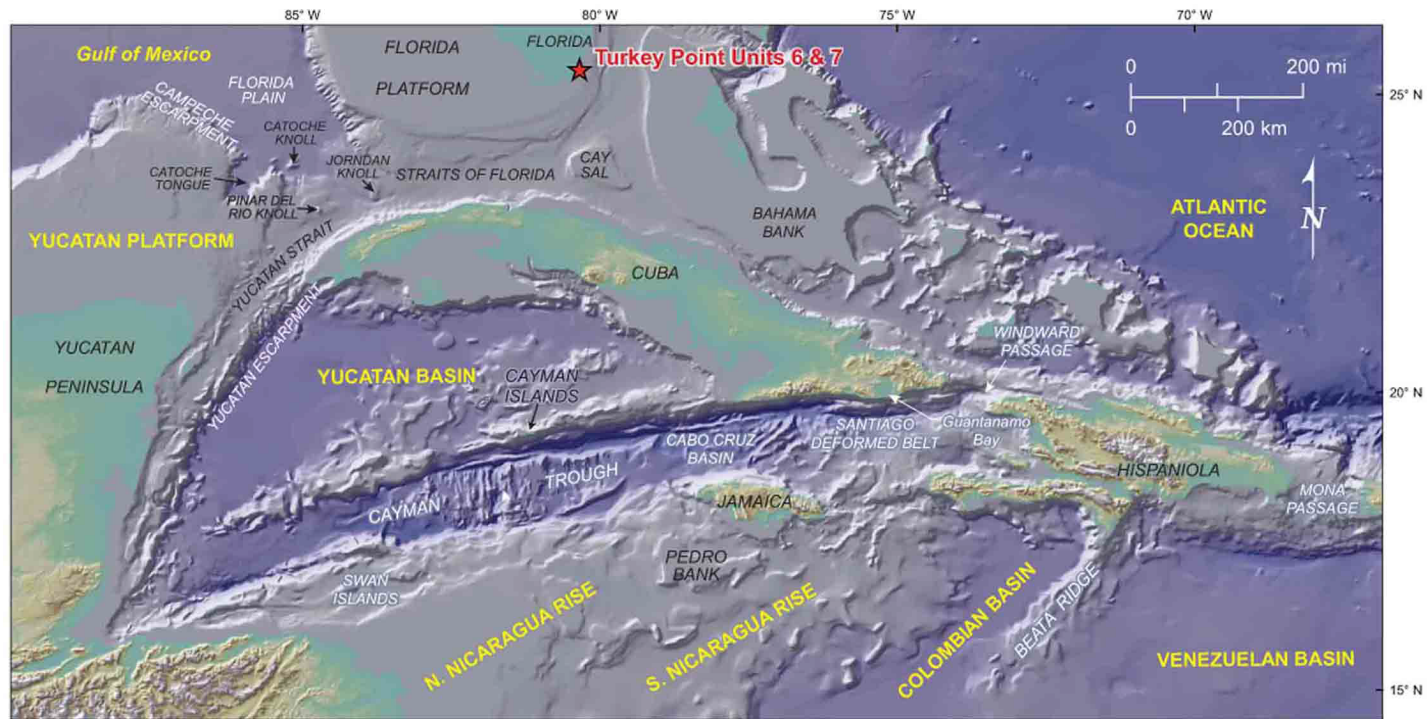 85° W
80° W
75° W
70° W
Gulf of Mexico
FLORIDA
PLATFORM
FLORIDA
Turkey Point Units 6 & 7
0
200 mi
0
200 km
25° N
N
FLORIDA
PLAIN
CAMPECHE
ESCARPMENT
CATOCHE
KNOLL
CATOCHE
TONGUE
JORNDAN
KNOLL
PINAR DEL
RIO KNOLL
STRAITS OF FLORIDA
CAY
SAL
BAHAMA
BANK
ATLANTIC
OCEAN
YUCATAN PLATFORM
YUCATAN STRAIT
YUCATAN ESCARPMENT
CUBA
YUCATAN
PENINSULA
YUCATAN BASIN
CAYMAN
ISLANDS
WINDWARD
PASSAGE
20° N
CABO CRUZ
BASIN
SANTIAGO
DEFORMED BELT
Guantanamo
Bay
HISPANIOLA
MONA
PASSAGE
CAYMAN
TROUGH
JAMAICA
PEDRO
BANK
SWAN
ISLANDS
N. NICARAGUA RISE
S. NICARAGUA RISE
COLOMBIAN BASIN
BEATA RIDGE
VENEZUELAN BASIN
15° N